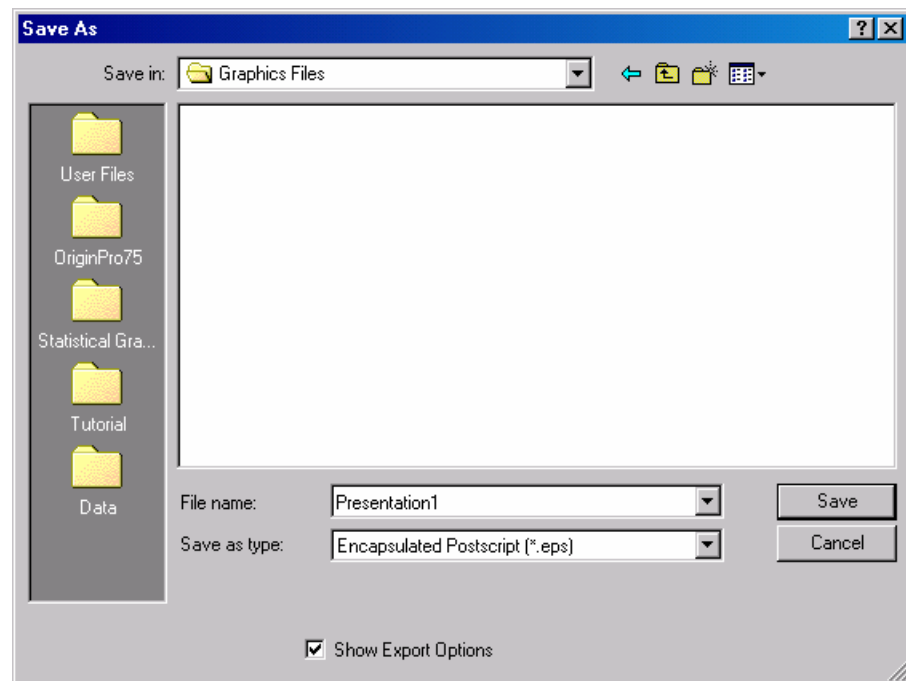 Save As
Save in: Graphics Files
User Files
OriginPro75
Statistical Gra...
Tutorial
Data
File name: Presentation1 Save
Save as type: Encapsulated Postscript (*.eps) Cancel
Show Export Options